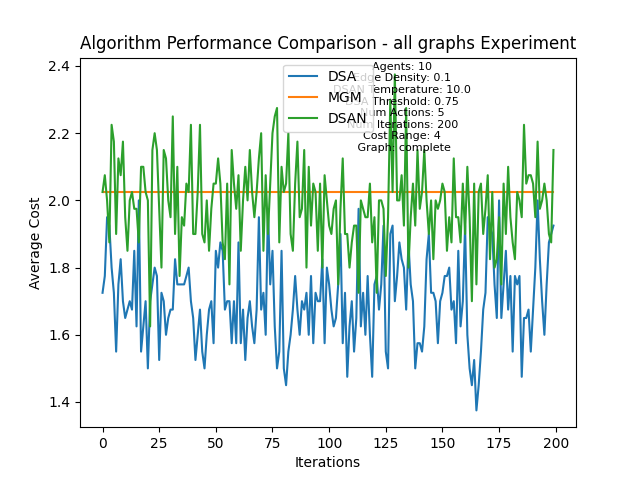 Algorithm Performance Comparison - all graphs Experiment
2.4
2.2
2.0
1.8
1.6
1.4
Average Cost
DSA
MGM
DSAN
Agents: 10
Edge Density: 0.1
DSAN Temperature: 10.0
Threshold: 0.75
Num Actions: 5
Num Iterations: 200
Cost Range: 4
Graph: complete
0 25 50 75 100 125 150 175 200
Iterations